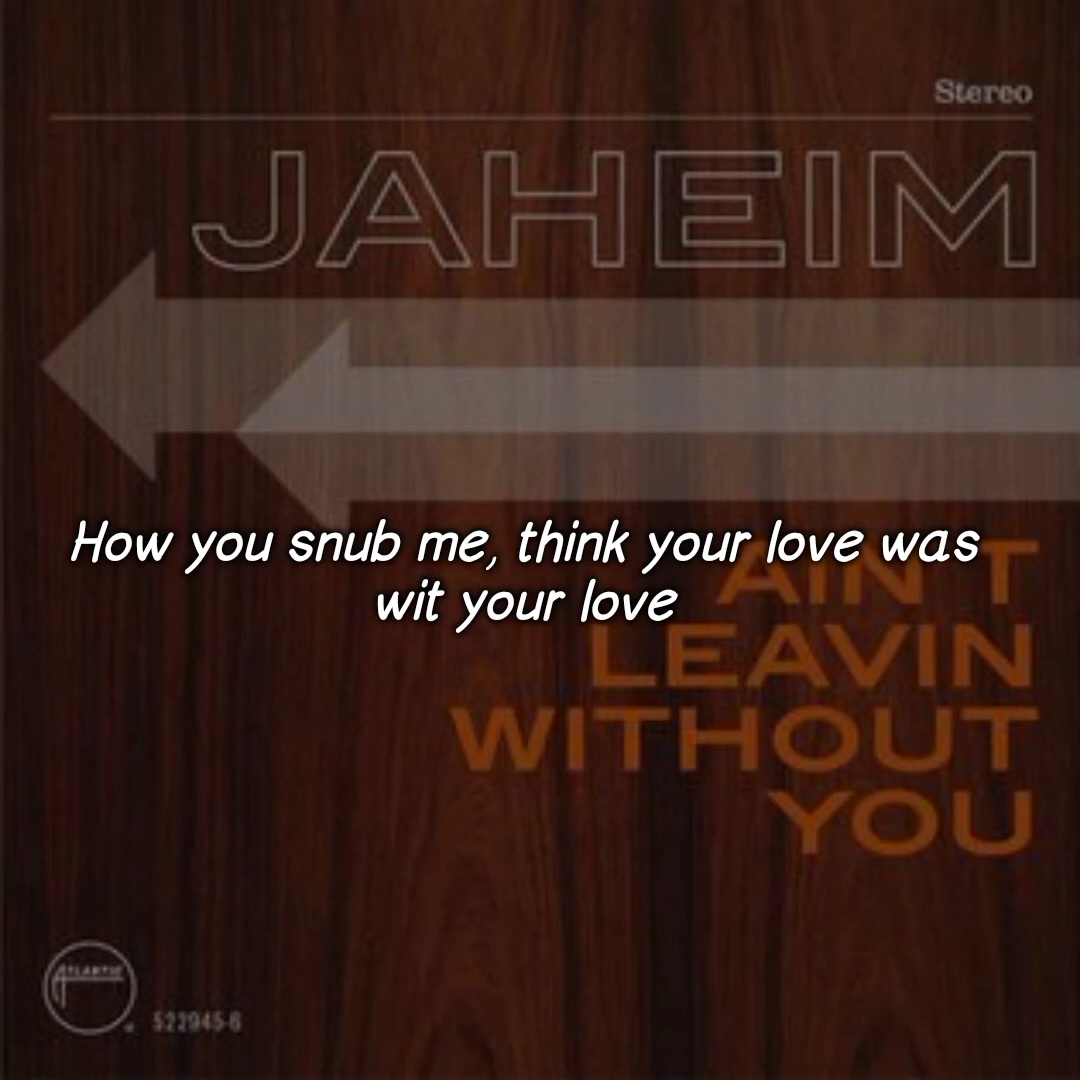 Stereo
JAHEIM
How you snub me, think your love was
wit your love
AIN'T
LEAVIN
WITHOUT
YOU
ATLANTIC
522945-6